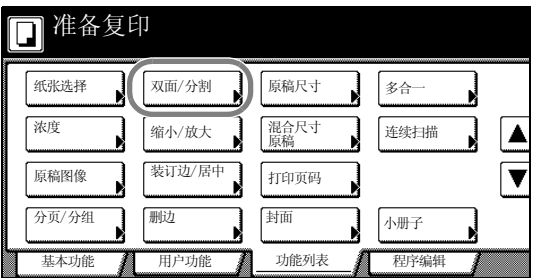 准备复印
纸张选择 双面/分割 原稿尺寸 多合一
浓度 缩小/放大 混合尺寸原稿 连续扫描
原稿图像 装订边/居中 打印页码
分页/分组 删边 封面 小册子
基本功能 用户功能 功能列表 程序编辑